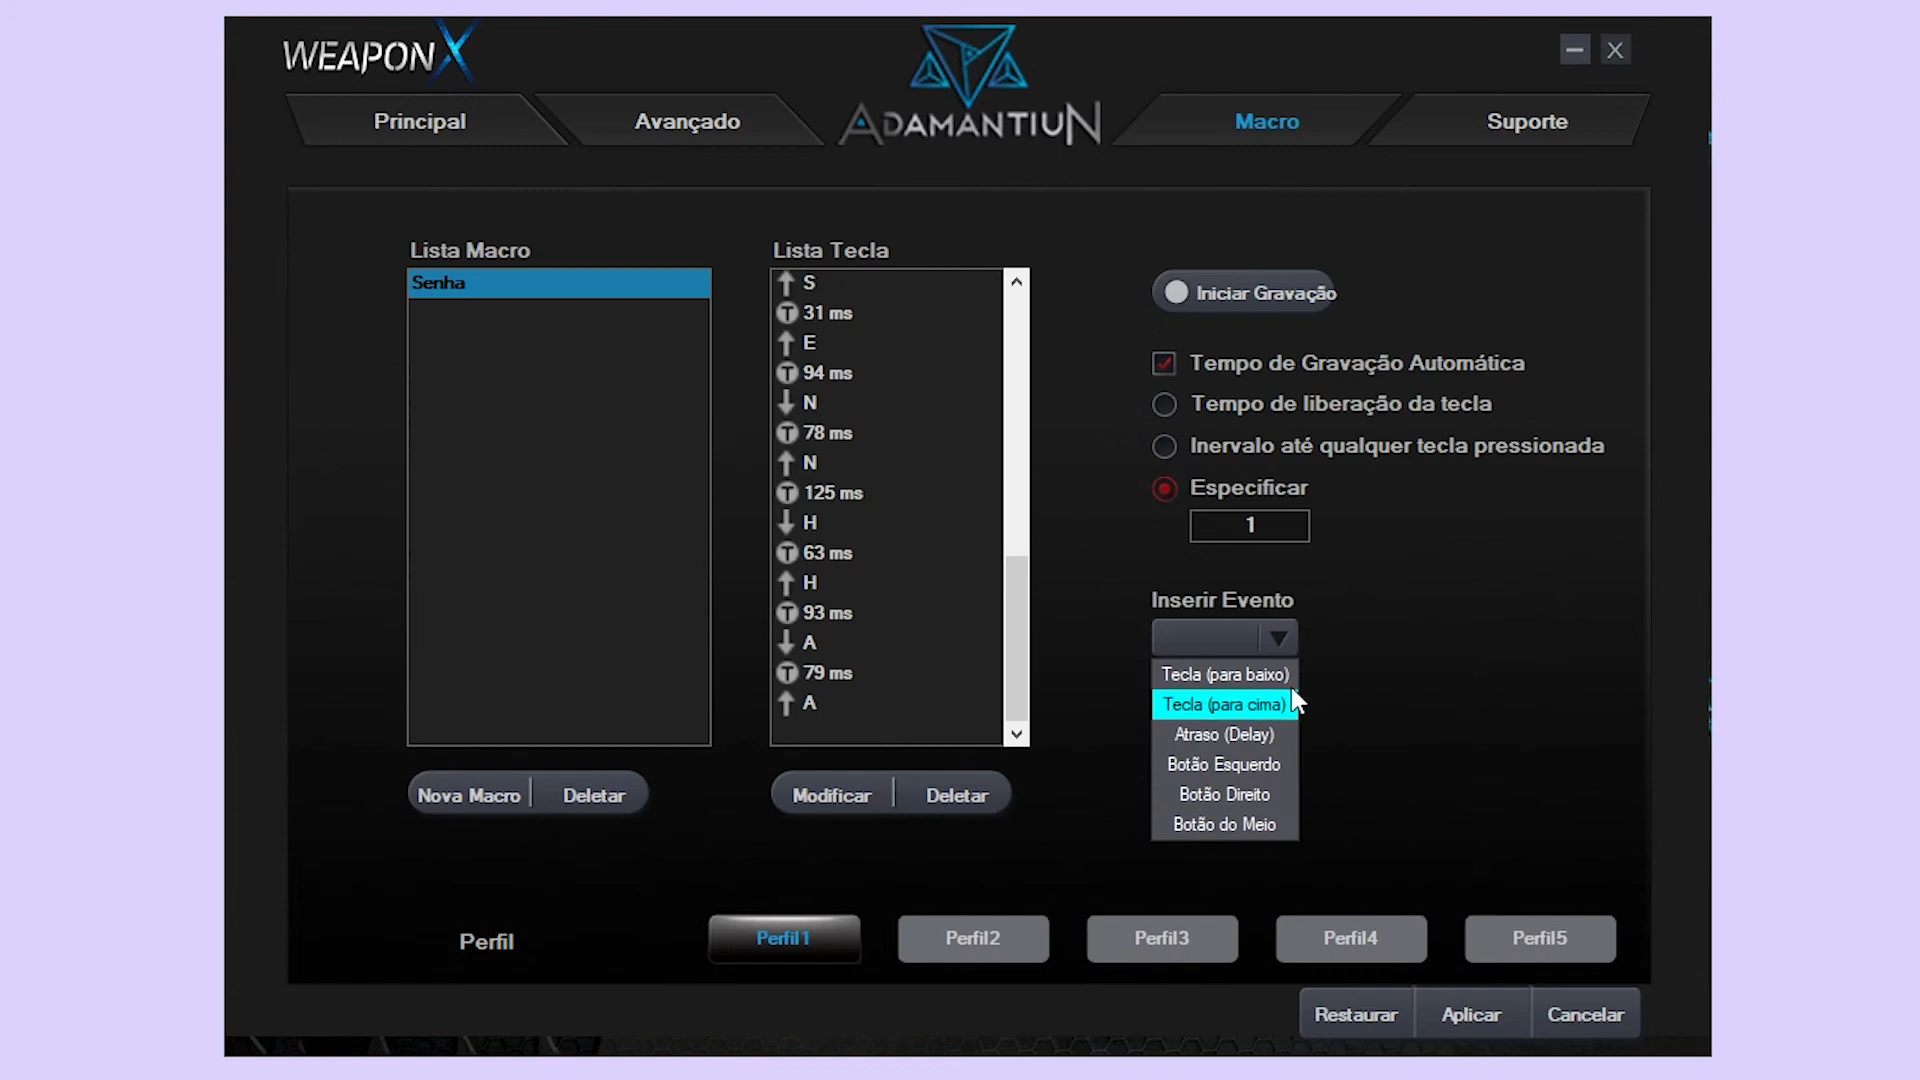 WEAPONX
ADAMANTIUN
Principal
Avançado
Macro
Suporte
Lista Macro
Senha
Nova Macro
Deletar
Lista Tecla
S
31 ms
E
94 ms
N
78 ms
N
125 ms
H
63 ms
H
93 ms
A
79 ms
A
Modificar
Deletar
Iniciar Gravação
Tempo de Gravação Automática
Tempo de liberação da tecla
Inervalo até qualquer tecla pressionada
Especificar
1
Inserir Evento
Tecla (para baixo)
Tecla (para cima)
Atraso (Delay)
Botão Esquerdo
Botão Direito
Botão do Meio
Perfil
Perfil1
Perfil2
Perfil3
Perfil4
Perfil5
Restaurar
Aplicar
Cancelar